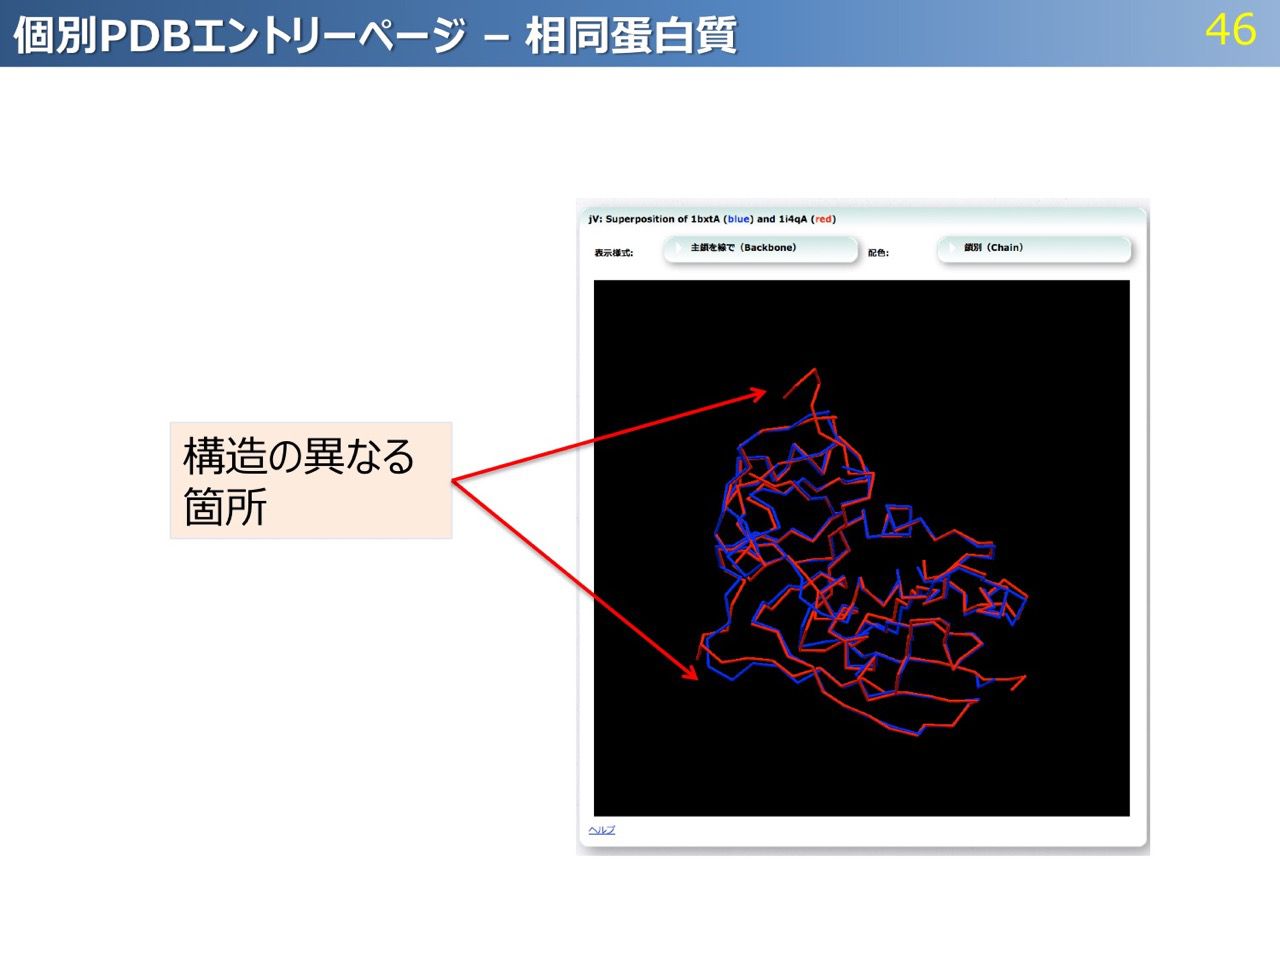 個別PDBエントリーページ – 相同蛋白質
46
jV: Superposition of 1bxtA (blue) and 1i4qA (red)
表示様式: 主鎖を線で（Backbone） 配色: 鎖別（Chain）
構造の異なる
箇所
ヘルプ